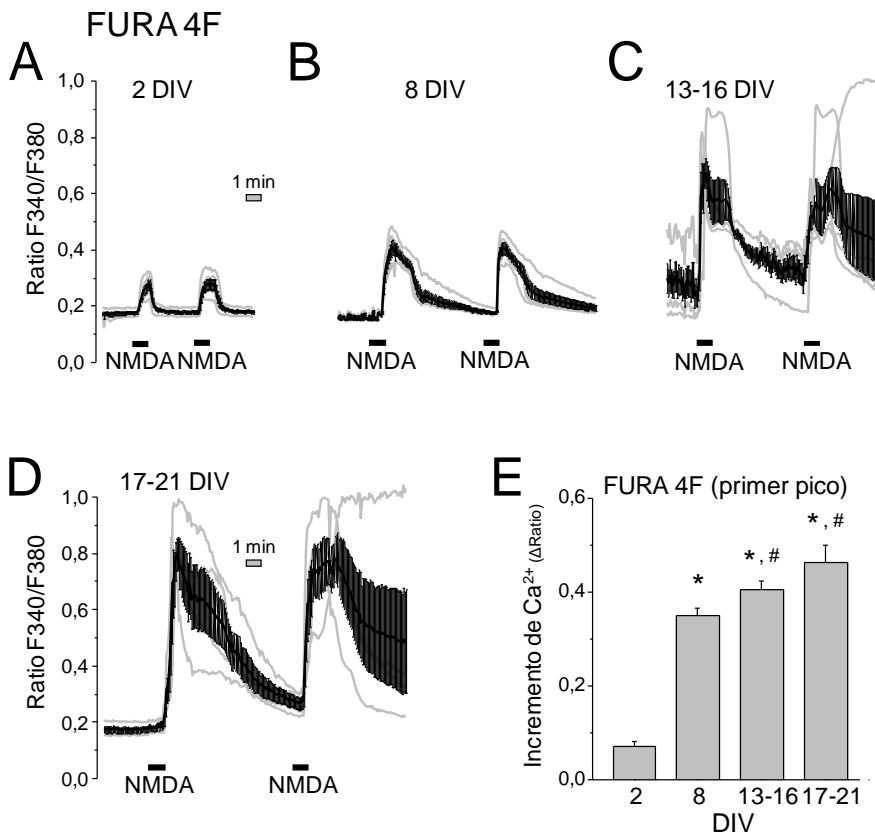 FURA 4F
A
B
C
2 DIV
8 DIV
13-16 DIV
Ratio F340/F380
1,0
0,8
0,6
0,4
0,2
0,0
1 min
NMDA NMDA
NMDA NMDA
NMDA NMDA
D
17-21 DIV
Ratio F340/F380
1,0
0,8
0,6
0,4
0,2
0,0
1 min
NMDA NMDA
E
FURA 4F (primer pico)
Incremento de Ca²⁺ (ΔRatio)
0,6
0,4
0,2
0,0
*
*, #
*, #
2 8 13-16 17-21
DIV